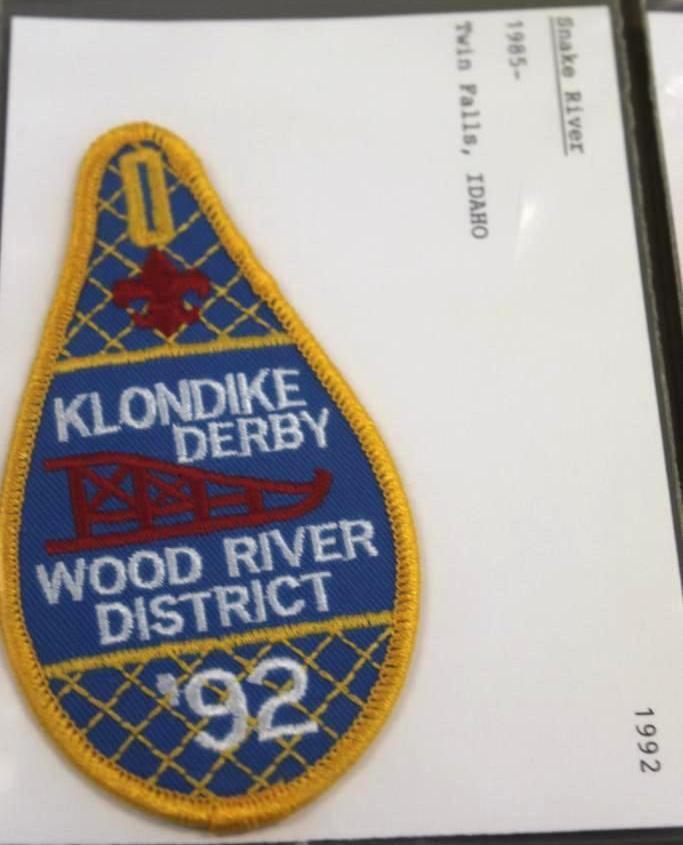 Snake River
1985-
Twin Falls, IDAHO
KLONDIKE
DERBY
WOOD RIVER
DISTRICT
'92
1992